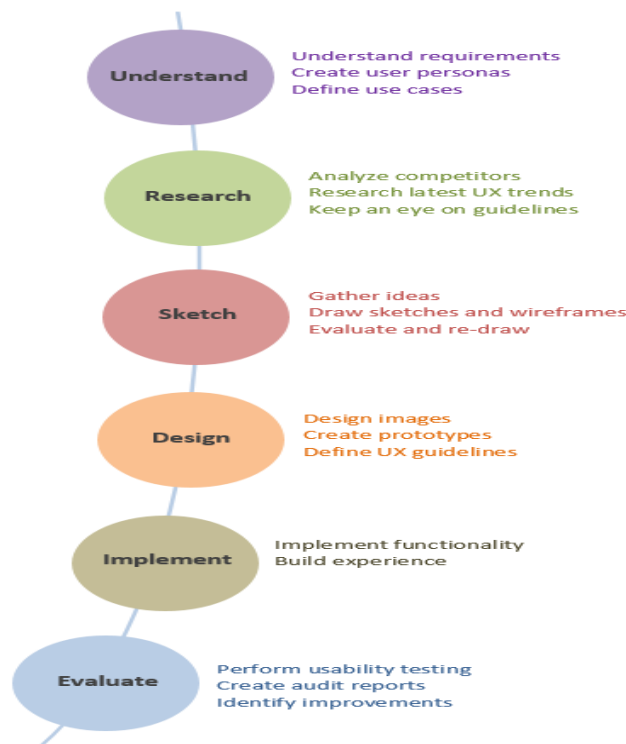 Understand
Understand requirements
Create user personas
Define use cases
Research
Analyze competitors
Research latest UX trends
Keep an eye on guidelines
Sketch
Gather ideas
Draw sketches and wireframes
Evaluate and re-draw
Design
Design images
Create prototypes
Define UX guidelines
Implement
Implement functionality
Build experience
Evaluate
Perform usability testing
Create audit reports
Identify improvements